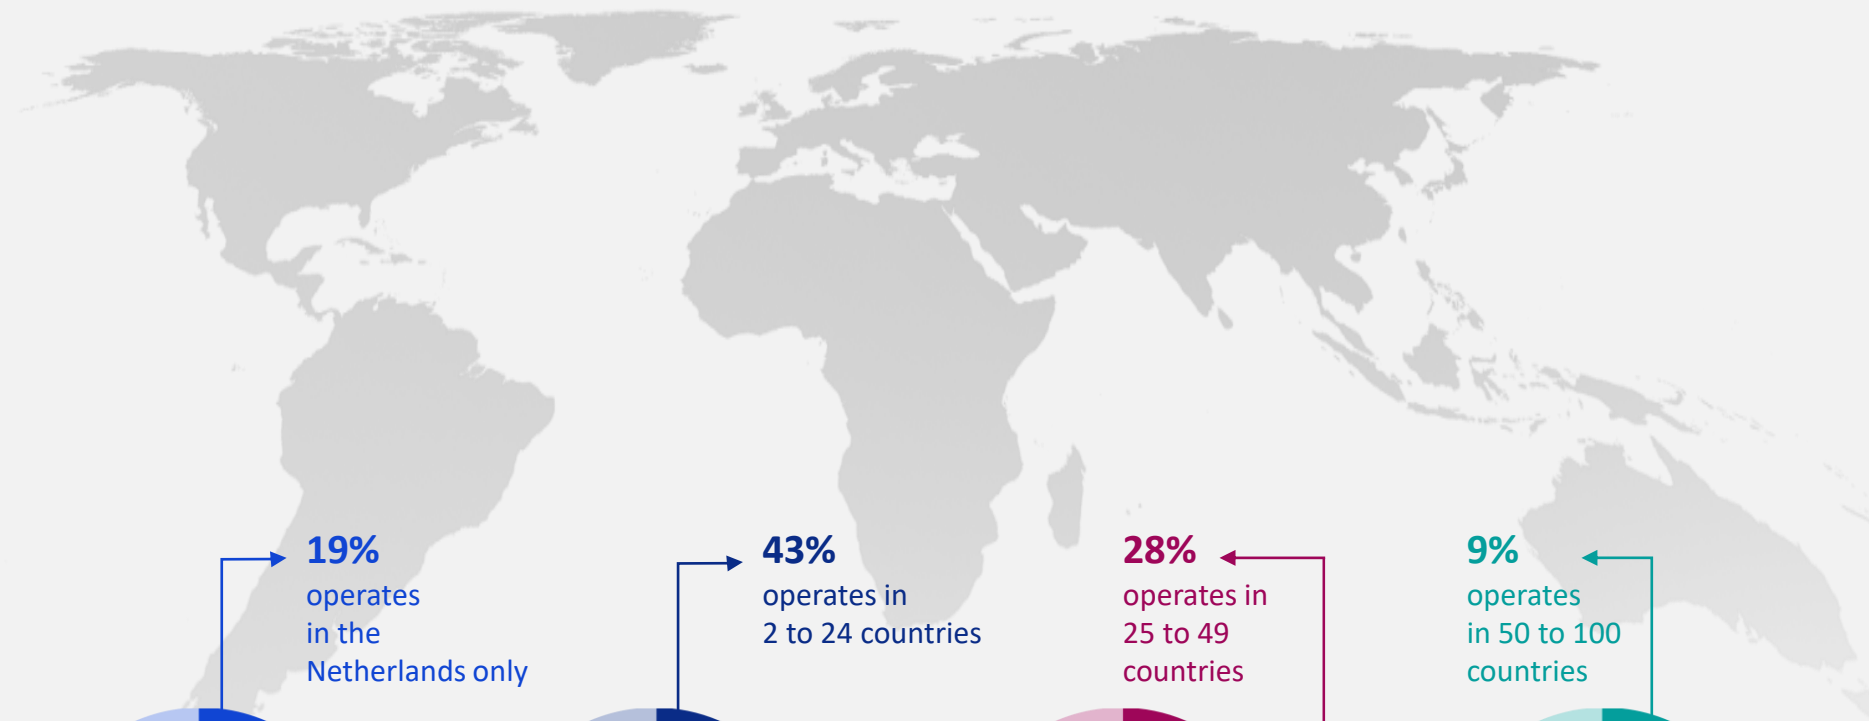 19%
operates
in the
Netherlands only
43%
operates in
2 to 24 countries
28%
operates in
25 to 49
countries
9%
operates
in 50 to 100
countries